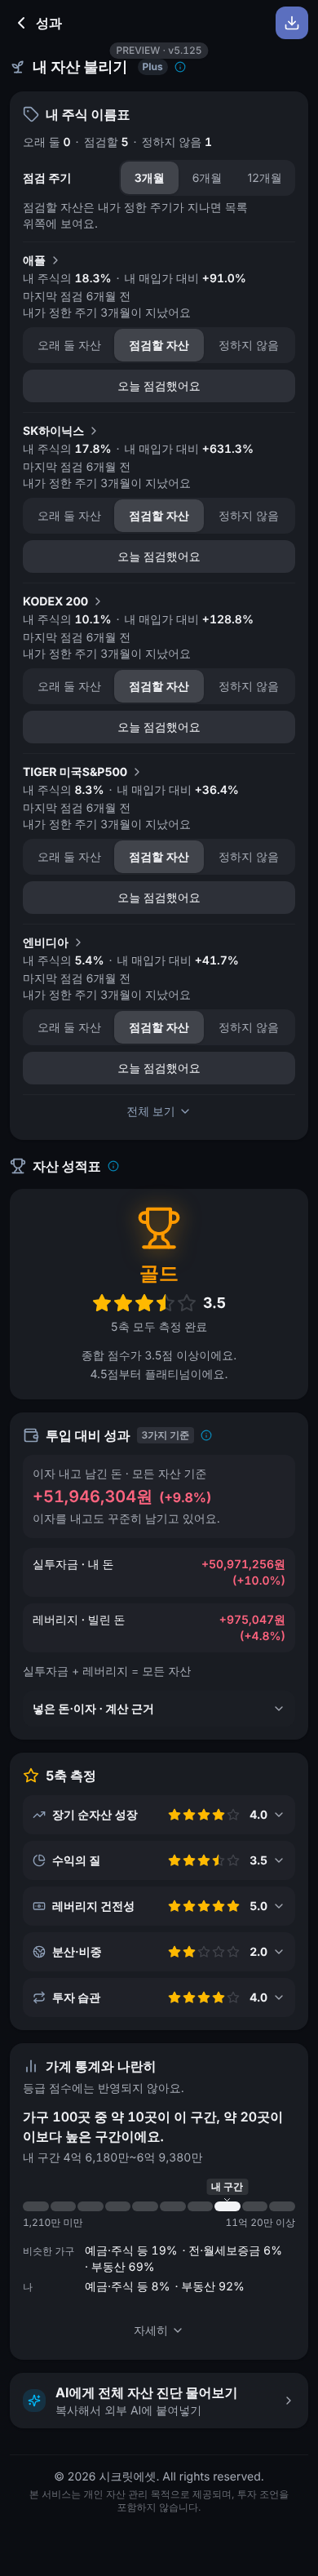 성과
PREVIEW · v5.125
내 자산 불리기 Plus
내 주식 이름표
오래 둘 0 · 점검할 5 · 정하지 않음 1
점검 주기 3개월 6개월 12개월
점검할 자산은 내가 정한 주기가 지나면 목록
위쪽에 보여요.
애플
내 주식의 18.3% · 내 매입가 대비 +91.0%
마지막 점검 6개월 전
내가 정한 주기 3개월이 지났어요
오래 둘 자산 점검할 자산 정하지 않음
오늘 점검했어요
SK하이닉스
내 주식의 17.8% · 내 매입가 대비 +631.3%
마지막 점검 6개월 전
내가 정한 주기 3개월이 지났어요
오래 둘 자산 점검할 자산 정하지 않음
오늘 점검했어요
KODEX 200
내 주식의 10.1% · 내 매입가 대비 +128.8%
마지막 점검 6개월 전
내가 정한 주기 3개월이 지났어요
오래 둘 자산 점검할 자산 정하지 않음
오늘 점검했어요
TIGER 미국S&P500
내 주식의 8.3% · 내 매입가 대비 +36.4%
마지막 점검 6개월 전
내가 정한 주기 3개월이 지났어요
오래 둘 자산 점검할 자산 정하지 않음
오늘 점검했어요
엔비디아
내 주식의 5.4% · 내 매입가 대비 +41.7%
마지막 점검 6개월 전
내가 정한 주기 3개월이 지났어요
오래 둘 자산 점검할 자산 정하지 않음
오늘 점검했어요
전체 보기
자산 성적표
골드
3.5
5축 모두 측정 완료
종합 점수가 3.5점 이상이에요.
4.5점부터 플래티넘이에요.
투입 대비 성과 3가지 기준
이자 내고 남긴 돈 · 모든 자산 기준
+51,946,304원 (+9.8%)
이자를 내고도 꾸준히 남기고 있어요.
실투자금 · 내 돈 +50,971,256원
(+10.0%)
레버리지 · 빌린 돈 +975,047원
(+4.8%)
실투자금 + 레버리지 = 모든 자산
넣은 돈·이자 · 계산 근거
5축 측정
장기 순자산 성장 4.0
수익의 질 3.5
레버리지 건전성 5.0
분산·비중 2.0
투자 습관 4.0
가계 통계와 나란히
등급 점수에는 반영되지 않아요.
가구 100곳 중 약 10곳이 이 구간, 약 20곳이
이보다 높은 구간이에요.
내 구간 4억 6,180만~6억 9,380만
내 구간
1,210만 미만 11억 20만 이상
비슷한 가구 예금·주식 등 19% · 전·월세보증금 6%
· 부동산 69%
나 예금·주식 등 8% · 부동산 92%
자세히
AI에게 전체 자산 진단 물어보기
복사해서 외부 AI에 붙여넣기
© 2026 시크릿에셋. All rights reserved.
본 서비스는 개인 자산 관리 목적으로 제공되며, 투자 조언을
포함하지 않습니다.